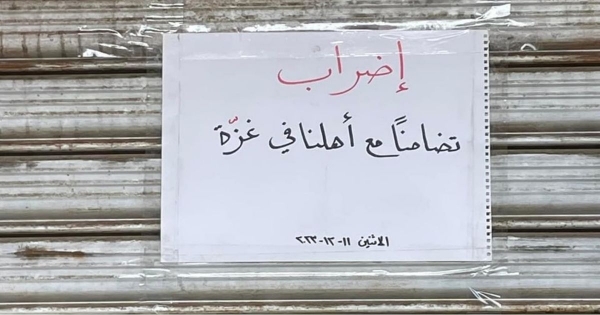 إضراب
تضامناً مع أهلنا في غزّة
الاثنين ١١-١٢-٢٠٢٣